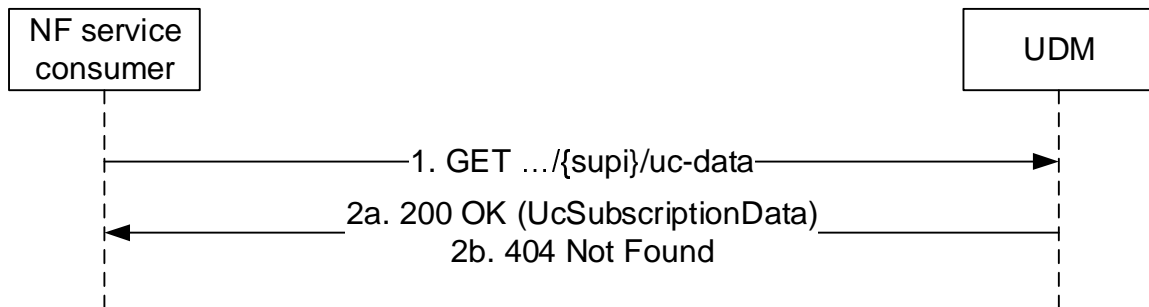 NF service
consumer
UDM
1. GET …/{supi}/uc-data
2a. 200 OK (UcSubscriptionData)
2b. 404 Not Found